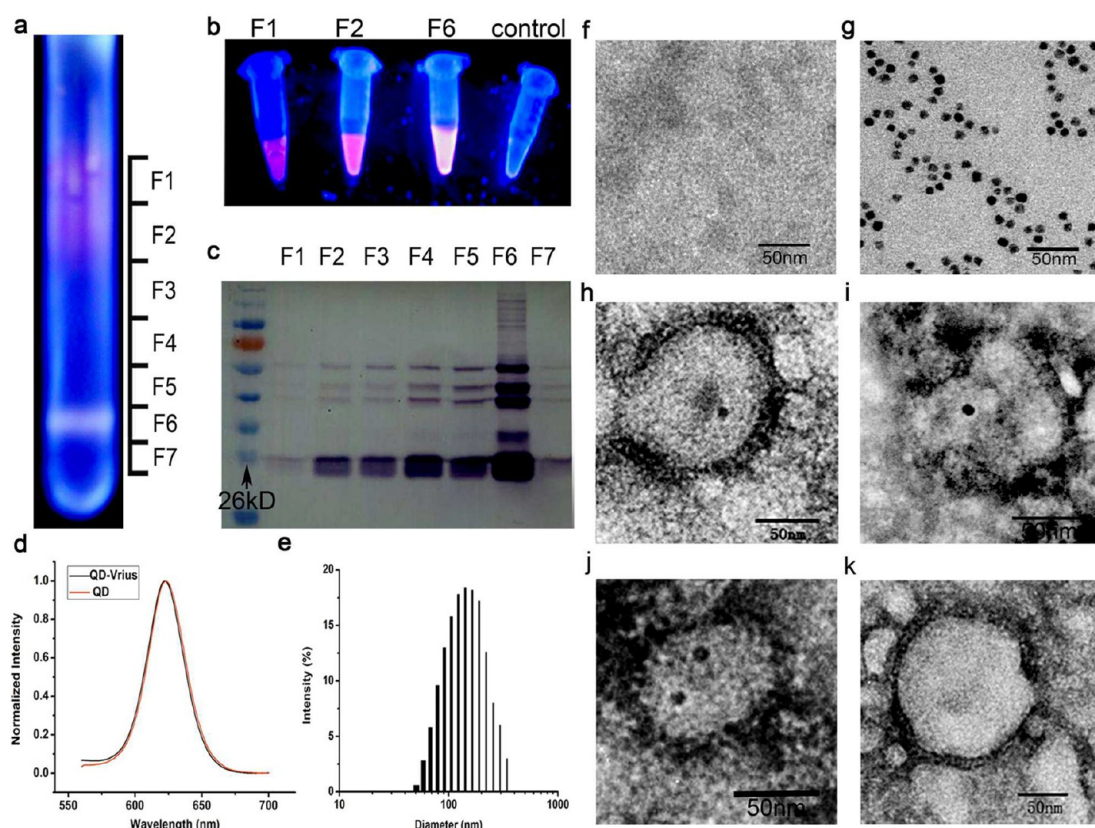 a
F1
F2
F3
F4
F5
F6
F7
b
F1 F2 F6 control
c
F1 F2 F3 F4 F5 F6 F7
26kD
d
QD-Vrius
QD
Normalized Intensity
1.0
0.8
0.6
0.4
0.2
0.0
550 600 650 700
Wavelength (nm)
e
Intensity (%)
20
15
10
5
0
10 100 1000
Diameter (nm)
f
50nm
g
50nm
h
50nm
i
50nm
j
50nm
k
50nm